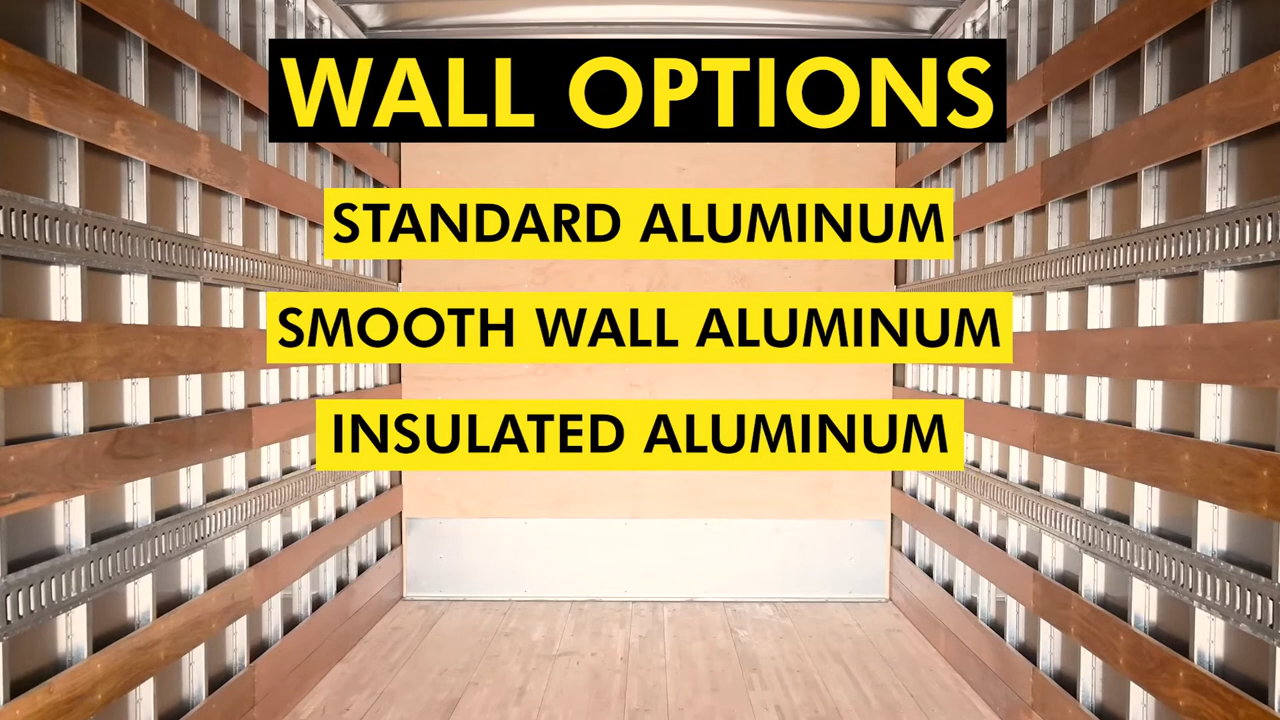 WALL OPTIONS
STANDARD ALUMINUM
SMOOTH WALL ALUMINUM
INSULATED ALUMINUM